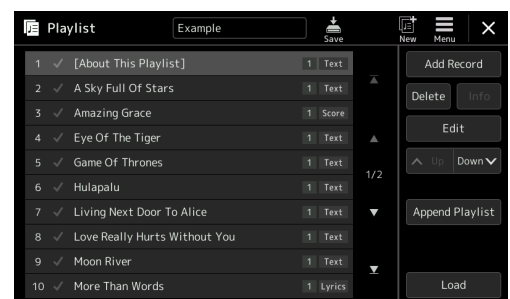 Playlist Example Save New Menu
1 [About This Playlist] 1 Text
2 A Sky Full Of Stars 1 Text
3 Amazing Grace 1 Score
4 Eye Of The Tiger 1 Text
5 Game Of Thrones 1 Text
6 Hulapalu 1 Text
7 Living Next Door To Alice 1 Text
8 Love Really Hurts Without You 1 Text
9 Moon River 1 Text
10 More Than Words 1 Lyrics
1/2
Add Record
Delete Info
Edit
Up Down
Append Playlist
Load